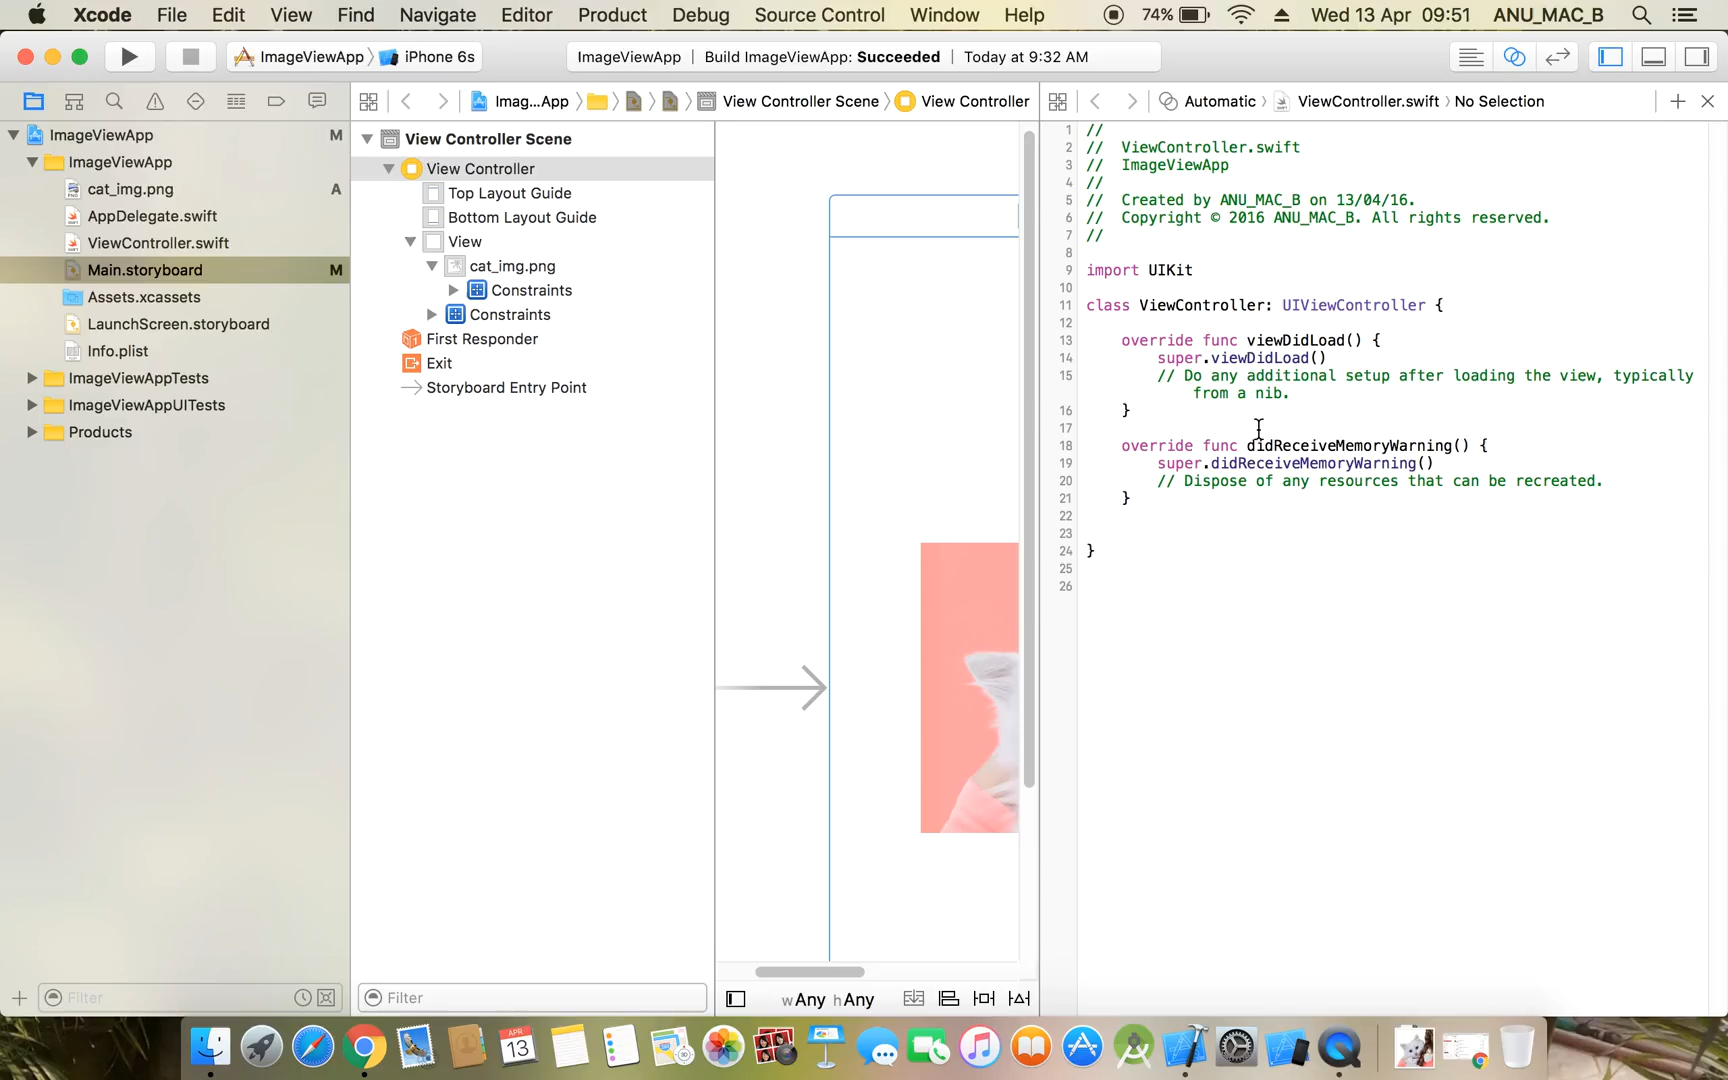 Xcode File Edit View Find Navigate Editor Product Debug Source Control Window Help 74% Wed 13 Apr 09:51 ANU_MAC_B
ImageViewApp iPhone 6s ImageViewApp | Build ImageViewApp: Succeeded | Today at 9:32 AM
Imag...App View Controller Scene View Controller Automatic ViewController.swift No Selection
ImageViewApp M
ImageViewApp
cat_img.png A
AppDelegate.swift
ViewController.swift
Main.storyboard M
Assets.xcassets
LaunchScreen.storyboard
Info.plist
ImageViewAppTests
ImageViewAppUITests
Products
Filter
View Controller Scene
View Controller
Top Layout Guide
Bottom Layout Guide
View
cat_img.png
Constraints
Constraints
First Responder
Exit
Storyboard Entry Point
Filter
wAny hAny
1 //
2 // ViewController.swift
3 // ImageViewApp
4 //
5 // Created by ANU_MAC_B on 13/04/16.
6 // Copyright © 2016 ANU_MAC_B. All rights reserved.
7 //
8
9 import UIKit
10
11 class ViewController: UIViewController {
12
13 override func viewDidLoad() {
14 super.viewDidLoad()
15 // Do any additional setup after loading the view, typically
from a nib.
16 }
17
18 override func didReceiveMemoryWarning() {
19 super.didReceiveMemoryWarning()
20 // Dispose of any resources that can be recreated.
21 }
22
23
24 }
25
26
APR
13